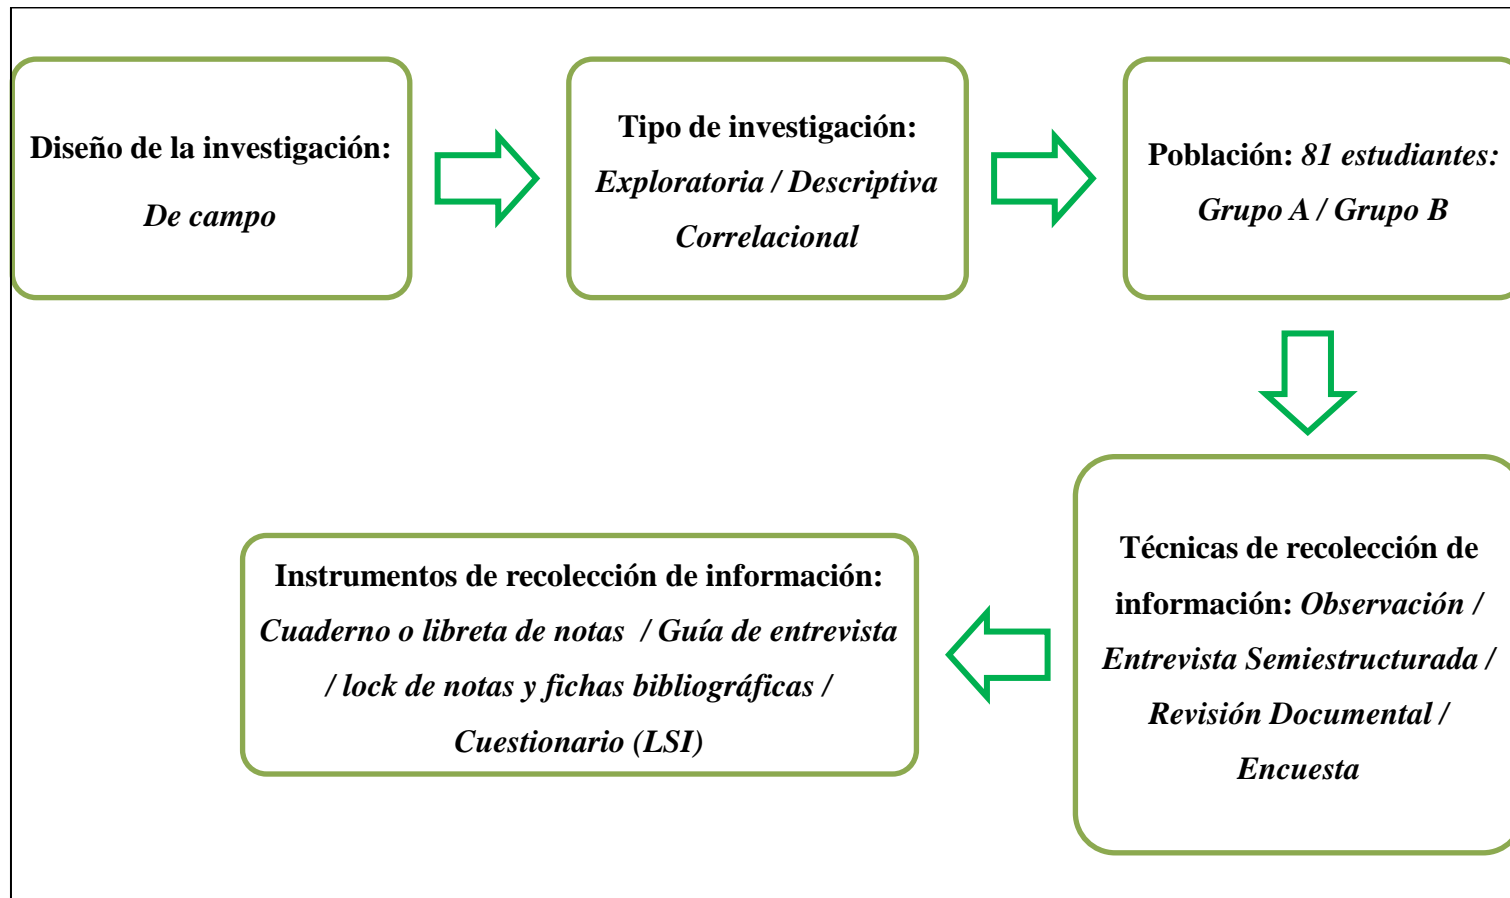 Diseño de la investigación:
De campo
Tipo de investigación:
Exploratoria / Descriptiva
Correlacional
Población: 81 estudiantes:
Grupo A / Grupo B
Técnicas de recolección de
información: Observación /
Entrevista Semiestructurada /
Revisión Documental /
Encuesta
Instrumentos de recolección de información:
Cuaderno o libreta de notas / Guía de entrevista
/ lock de notas y fichas bibliográficas /
Cuestionario (LSI)